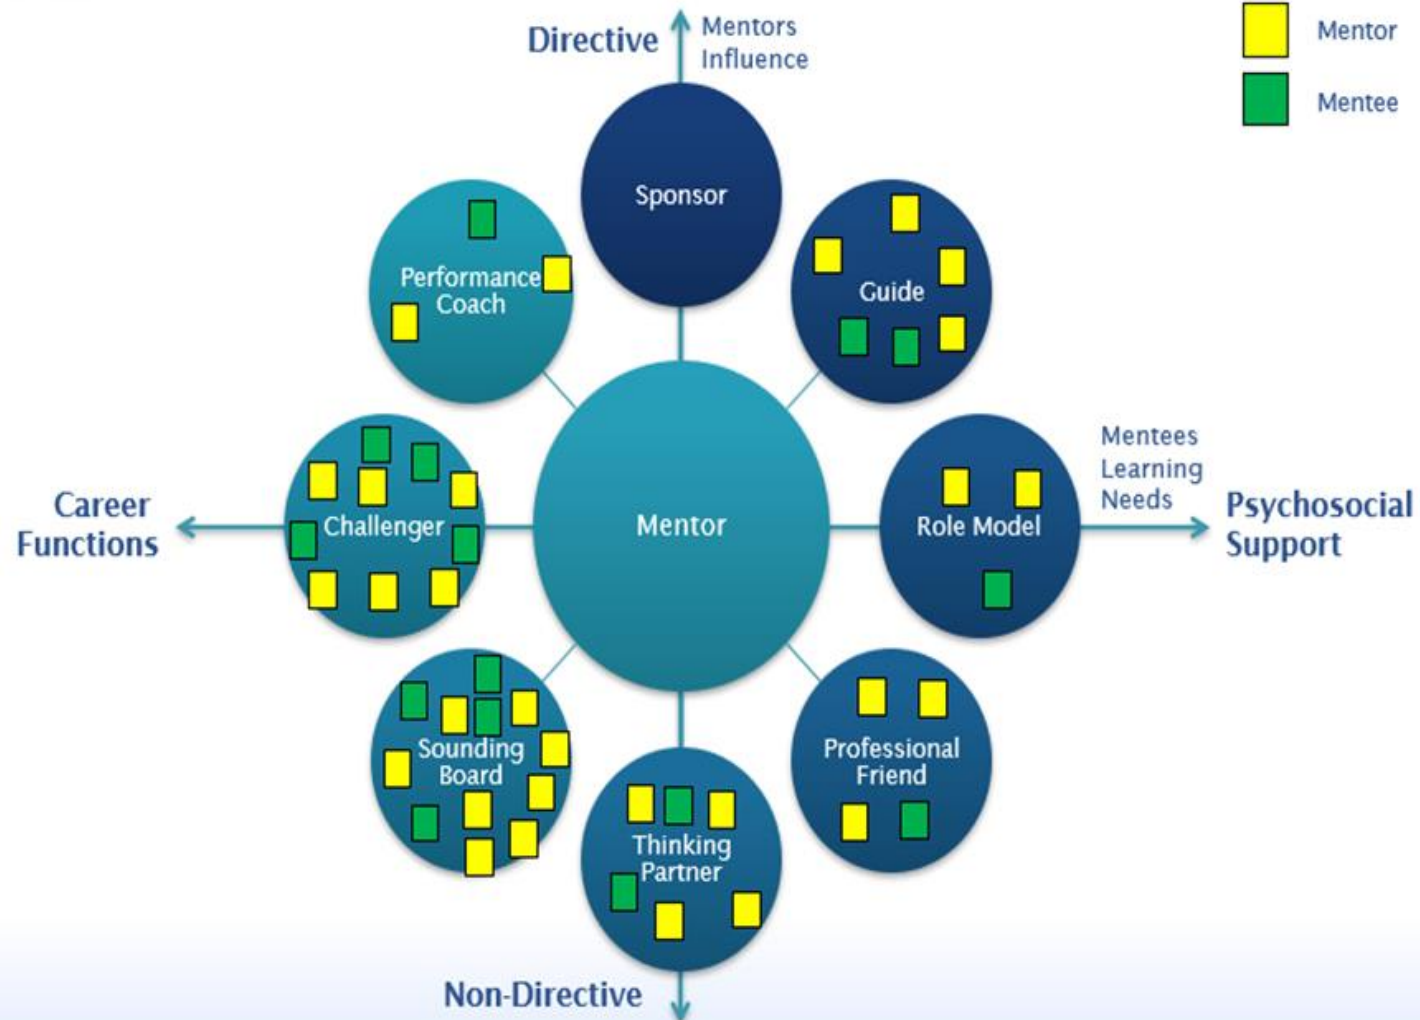 Directive
Mentors
Influence
Mentor
Mentee
Sponsor
Performance
Coach
Guide
Mentees
Learning
Needs
Career
Functions
Challenger
Mentor
Role Model
Psychosocial
Support
Sounding
Board
Professional
Friend
Thinking
Partner
Non-Directive